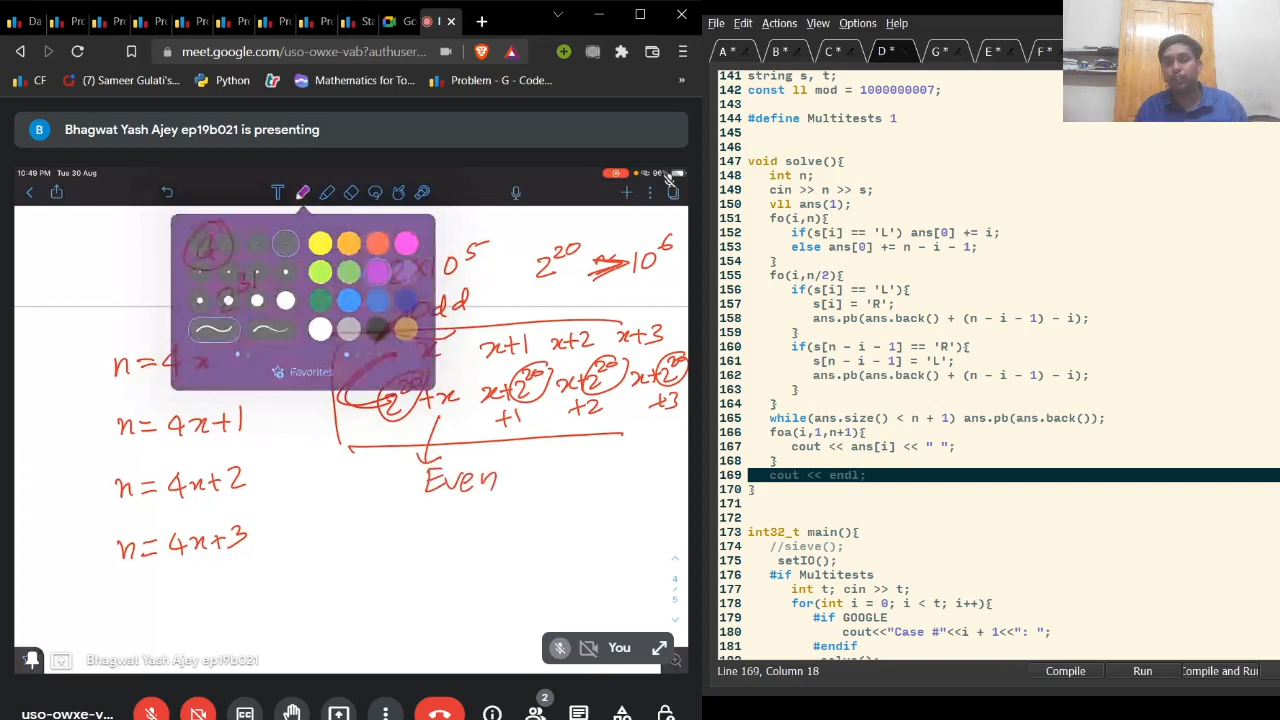 Da
Po
Pr
Pr
Pr
Pr
Sta
Go
I
meet.google.com/uso-owxe-vab?authuser...
CF
(7) Sameer Gulati's...
Python
Mathematics for To...
Problem - G - Code...
»
B
Bhagwat Yash Ajey ep19b021 is presenting
10:49 PM Tue 30 Aug
96%
T
2×10^5
2^20 > 10^6
odd
x x+1 x+2 x+3
2^20+x x+2^20+1 x+2^20+2 x+2^20+3
Even
n = 4x
n = 4x+1
n = 4x+2
n = 4x+3
Favorites
4
5
You
Bhagwat Yash Ajey ep19b021
uso-owxe-v...
2
File Edit Actions View Options Help
A * B * C * D * G * E * F *
141 string s, t;
142 const ll mod = 1000000007;
143
144 #define Multitests 1
145
146
147 void solve(){
148 int n;
149 cin >> n >> s;
150 vll ans(1);
151 fo(i,n){
152 if(s[i] == 'L') ans[0] += i;
153 else ans[0] += n - i - 1;
154 }
155 fo(i,n/2){
156 if(s[i] == 'L'){
157 s[i] = 'R';
158 ans.pb(ans.back() + (n - i - 1) - i);
159 }
160 if(s[n - i - 1] == 'R'){
161 s[n - i - 1] = 'L';
162 ans.pb(ans.back() + (n - i - 1) - i);
163 }
164 }
165 while(ans.size() < n + 1) ans.pb(ans.back());
166 foa(i,1,n+1){
167 cout << ans[i] << " ";
168 }
169 cout << endl;
170 }
171
172
173 int32_t main(){
174 //sieve();
175 setIO();
176 #if Multitests
177 int t; cin >> t;
178 for(int i = 0; i < t; i++){
179 #if GOOGLE
180 cout<<"Case #"<<i + 1<<": ";
181 #endif
Line 169, Column 18
Compile
Run
Compile and Run